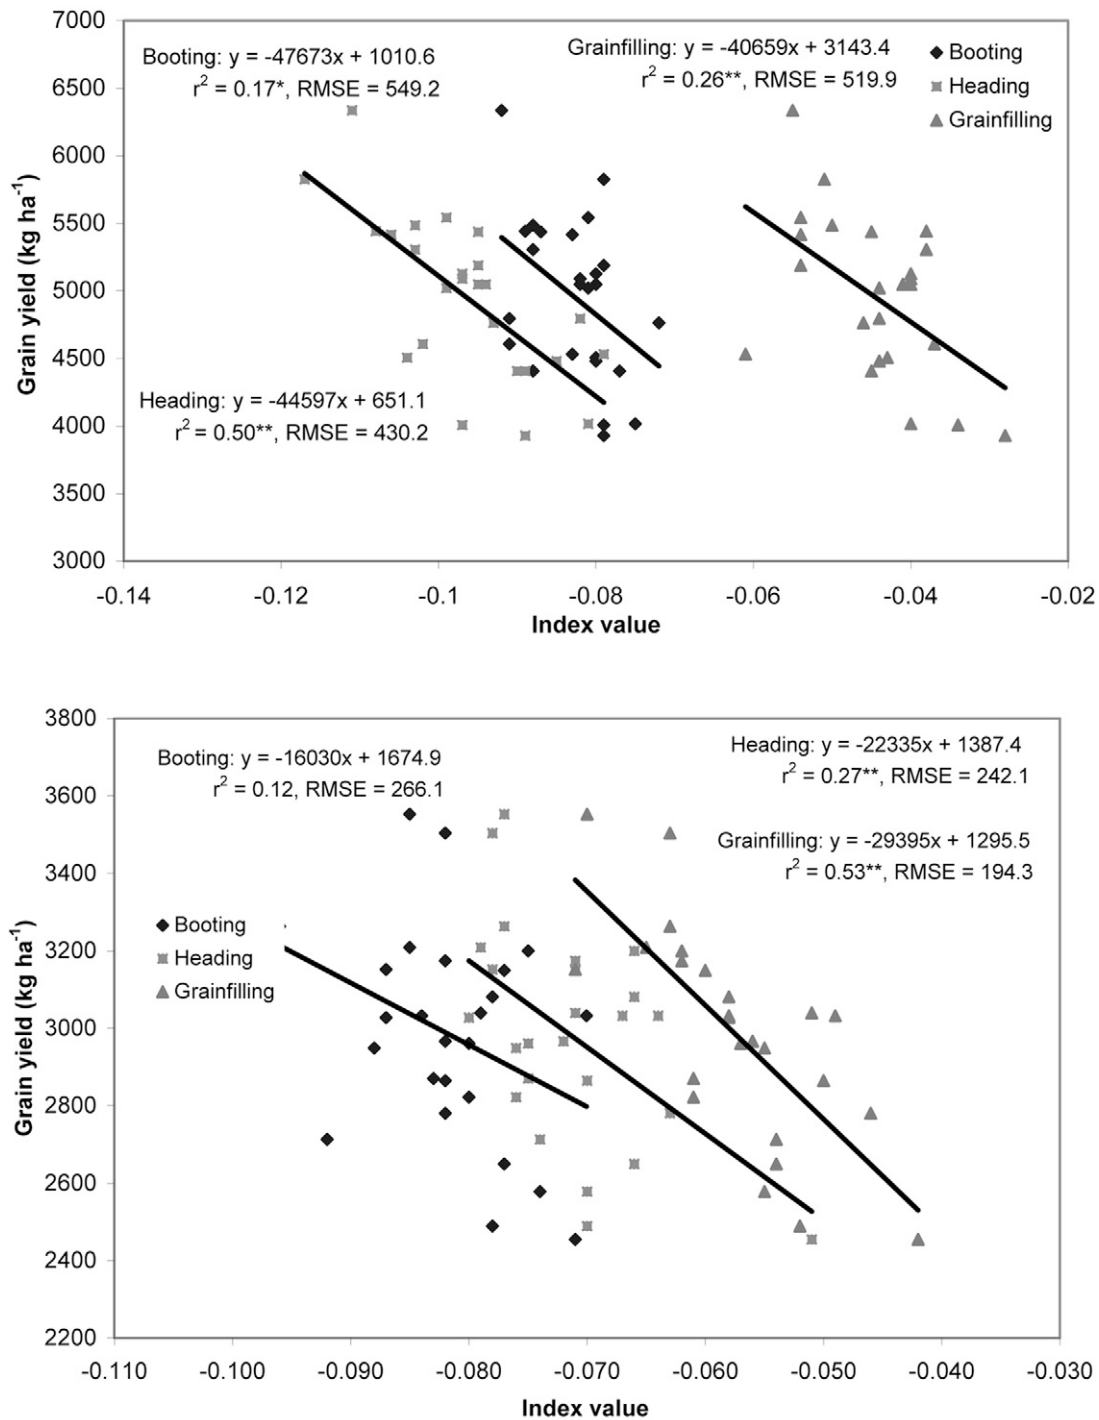 7000
6500
6000
5500
5000
4500
4000
3500
3000
Grain yield (kg ha⁻¹)
Booting: y = -47673x + 1010.6
r² = 0.17*, RMSE = 549.2
Grainfilling: y = -40659x + 3143.4
r² = 0.26**, RMSE = 519.9
Booting
Heading
Grainfilling
Heading: y = -44597x + 651.1
r² = 0.50**, RMSE = 430.2
-0.14 -0.12 -0.1 -0.08 -0.06 -0.04 -0.02
Index value
3800
3600
3400
3200
3000
2800
2600
2400
2200
Grain yield (kg ha⁻¹)
Booting: y = -16030x + 1674.9
r² = 0.12, RMSE = 266.1
Heading: y = -22335x + 1387.4
r² = 0.27**, RMSE = 242.1
Grainfilling: y = -29395x + 1295.5
r² = 0.53**, RMSE = 194.3
Booting
Heading
Grainfilling
-0.110 -0.100 -0.090 -0.080 -0.070 -0.060 -0.050 -0.040 -0.030
Index value